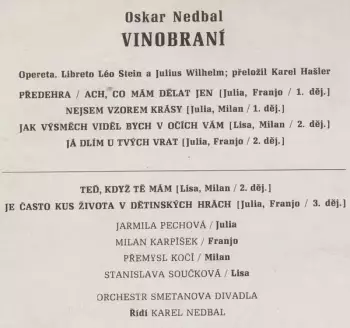 Oskar Nedbal
VINOBRANÍ
Opereta. Libreto Léo Stein a Julius Wilhelm; přeložil Karel Hašler
PŘEDEHRA / ACH, CO MÁM DĚLAT JEN [Julia, Franjo / 1. děj.]
NEJSEM VZOREM KRÁSY [Julia, Milan / 1. děj.]
JAK VÝSMĚCH VIDĚL BYCH V OČÍCH VÁM [Lisa, Milan / 2. děj.]
JÁ DLÍM U TVÝCH VRAT [Julia, Franjo / 2. děj.]
TEĎ, KDYŽ TĚ MÁM [Lisa, Milan / 2. děj.]
JE ČASTO KUS ŽIVOTA V DĚTINSKÝCH HRÁCH [Julia, Franjo / 3. děj.]
JARMILA PECHOVÁ / Julia
MILAN KARPÍŠEK / Franjo
PŘEMYSL KOČÍ / Milan
STANISLAVA SOUČKOVÁ / Lisa
ORCHESTR SMETANOVA DIVADLA
Řídí KAREL NEDBAL